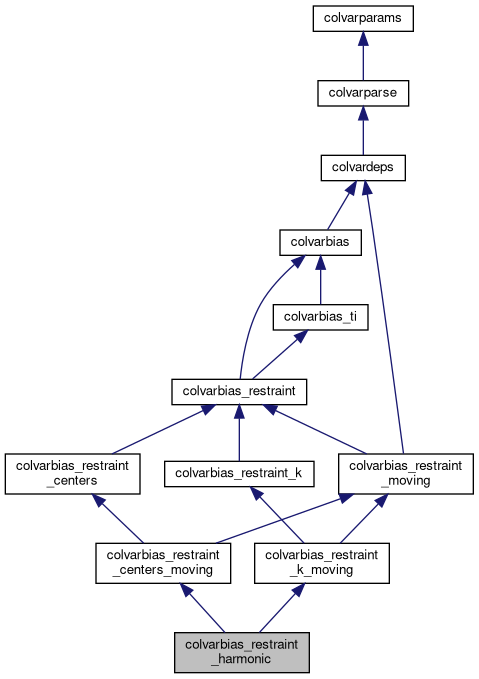 colvarparams
colvarparse
colvardeps
colvarbias
colvarbias_ti
colvarbias_restraint
colvarbias_restraint
_centers
colvarbias_restraint_k
colvarbias_restraint
_moving
colvarbias_restraint
_centers_moving
colvarbias_restraint
_k_moving
colvarbias_restraint
_harmonic